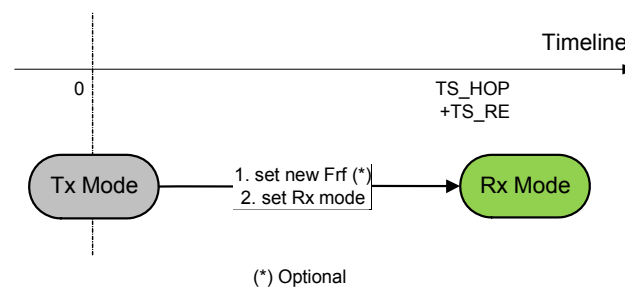 Timeline
0
TS_HOP
+TS_RE
Tx Mode
1. set new Frf (*)
2. set Rx mode
Rx Mode
(*) Optional